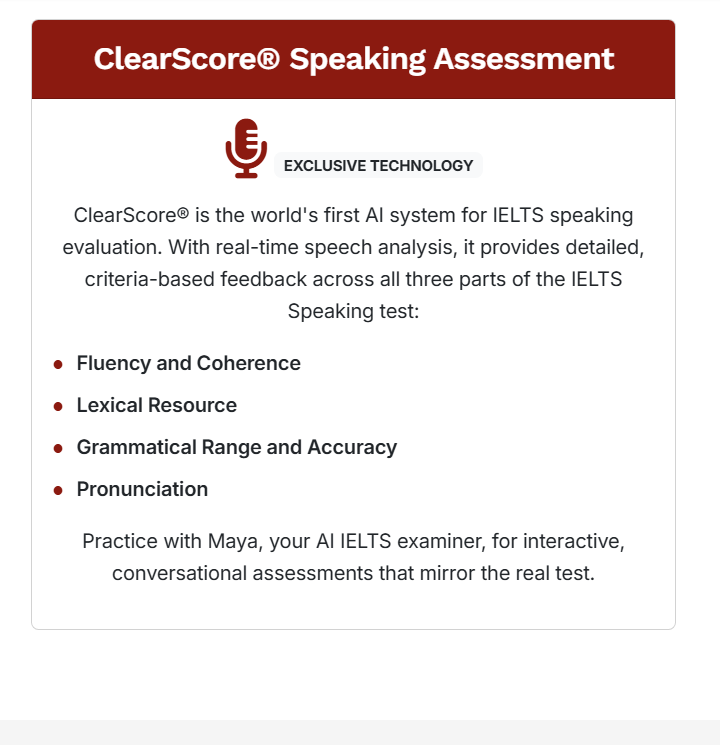 ClearScore® Speaking Assessment
EXCLUSIVE TECHNOLOGY
ClearScore® is the world's first AI system for IELTS speaking
evaluation. With real-time speech analysis, it provides detailed,
criteria-based feedback across all three parts of the IELTS
Speaking test:
Fluency and Coherence
Lexical Resource
Grammatical Range and Accuracy
Pronunciation
Practice with Maya, your AI IELTS examiner, for interactive,
conversational assessments that mirror the real test.